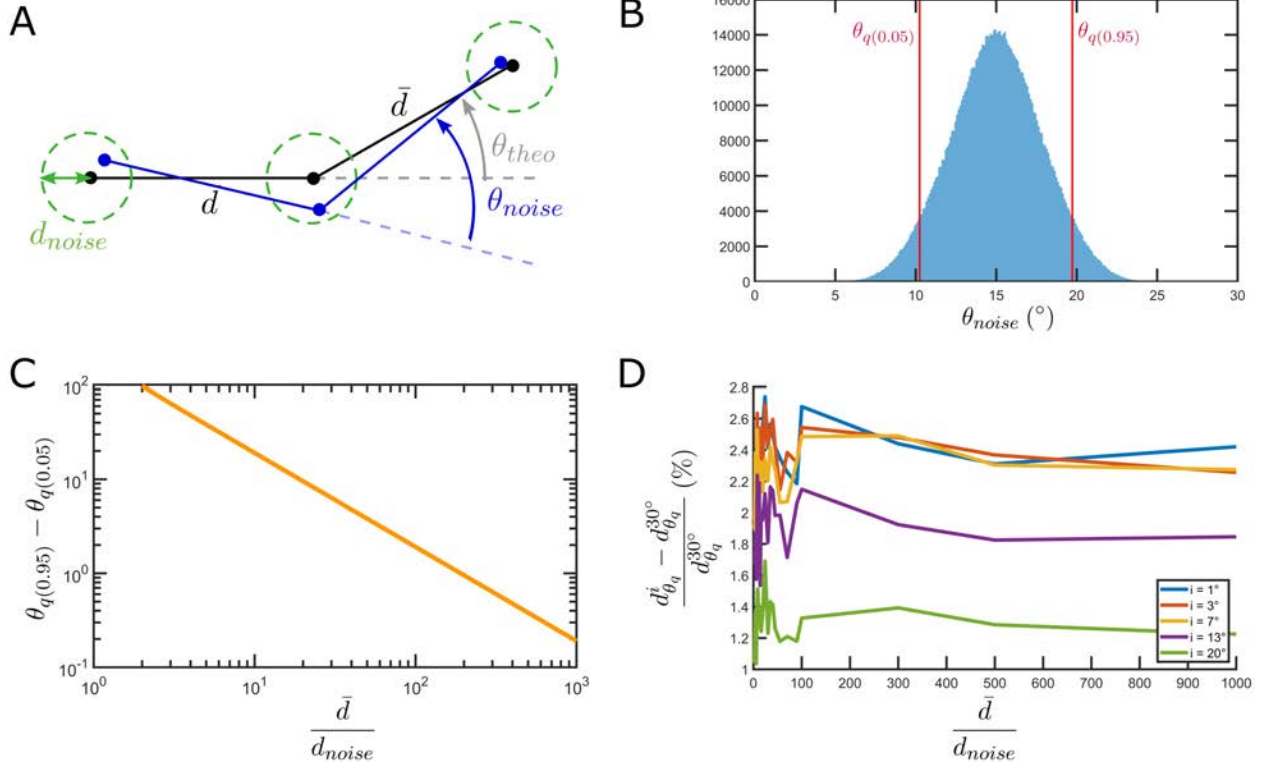 A
d̄
θ_theo
d
θ_noise
d_noise
B
16000
14000
12000
10000
8000
6000
4000
2000
0
θ_q(0.05)
θ_q(0.95)
0 5 10 15 20 25 30
θ_noise (°)
C
θ_q(0.95) − θ_q(0.05)
10^2
10^1
10^0
10^-1
10^0 10^1 10^2 10^3
d̄
d_noise
D
d^i_θq − d^30°_θq
d^30°_θq
(%)
2.8
2.6
2.4
2.2
2
1.8
1.6
1.4
1.2
1
i = 1°
i = 3°
i = 7°
i = 13°
i = 20°
0 100 200 300 400 500 600 700 800 900 1000
d̄
d_noise